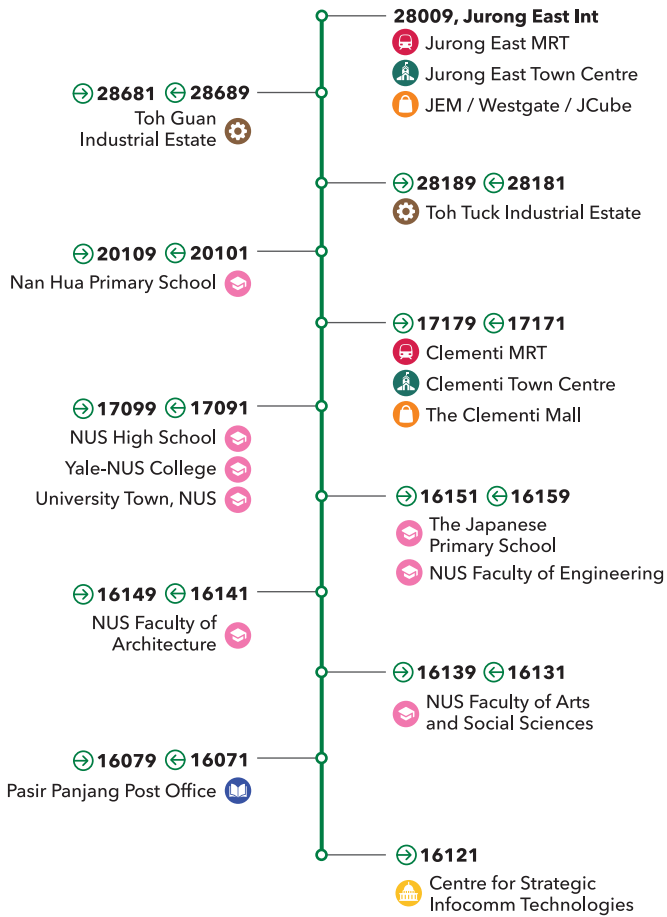 28009, Jurong East Int
Jurong East MRT
Jurong East Town Centre
JEM / Westgate / JCube
28681 28689
Toh Guan
Industrial Estate
28189 28181
Toh Tuck Industrial Estate
20109 20101
Nan Hua Primary School
17179 17171
Clementi MRT
Clementi Town Centre
The Clementi Mall
17099 17091
NUS High School
Yale-NUS College
University Town, NUS
16151 16159
The Japanese
Primary School
NUS Faculty of Engineering
16149 16141
NUS Faculty of
Architecture
16139 16131
NUS Faculty of Arts
and Social Sciences
16079 16071
Pasir Panjang Post Office
16121
Centre for Strategic
Infocomm Technologies